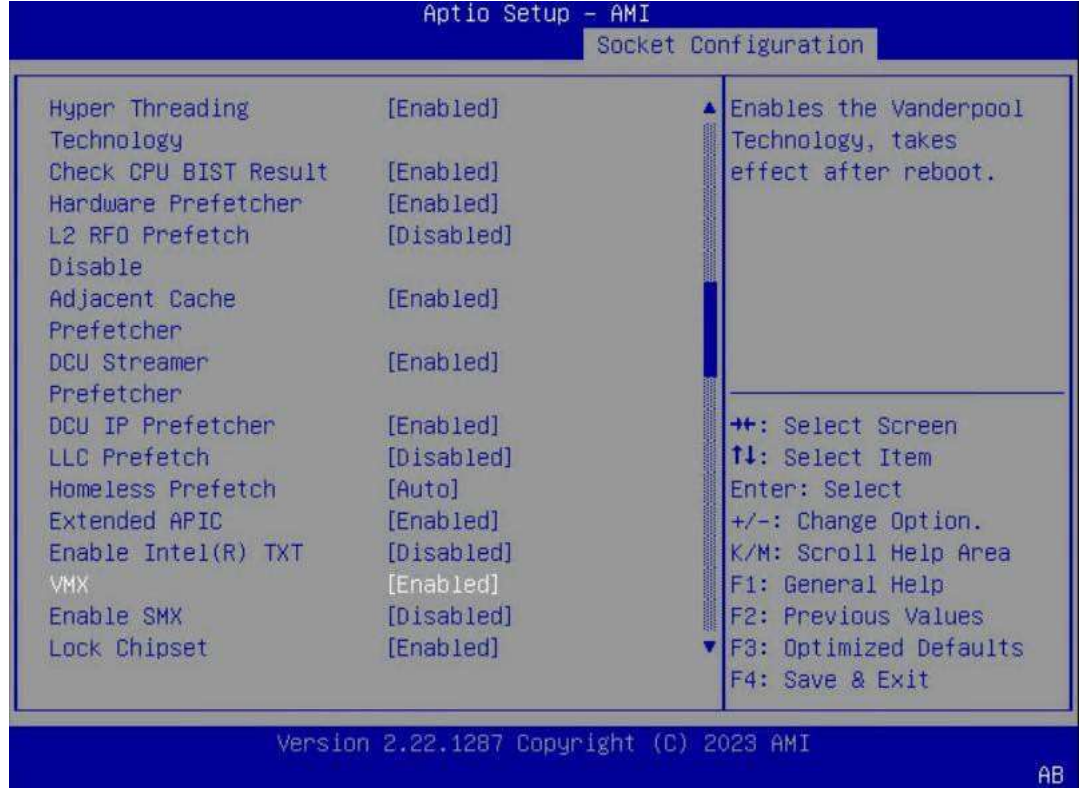 Aptio Setup – AMI
Socket Configuration
Hyper Threading [Enabled]
Technology
Check CPU BIST Result [Enabled]
Hardware Prefetcher [Enabled]
L2 RFO Prefetch [Disabled]
Disable
Adjacent Cache [Enabled]
Prefetcher
DCU Streamer [Enabled]
Prefetcher
DCU IP Prefetcher [Enabled]
LLC Prefetch [Disabled]
Homeless Prefetch [Auto]
Extended APIC [Enabled]
Enable Intel(R) TXT [Disabled]
VMX [Enabled]
Enable SMX [Disabled]
Lock Chipset [Enabled]
Enables the Vanderpool
Technology, takes
effect after reboot.
→←: Select Screen
↑↓: Select Item
Enter: Select
+/-: Change Option.
K/M: Scroll Help Area
F1: General Help
F2: Previous Values
F3: Optimized Defaults
F4: Save & Exit
Version 2.22.1287 Copyright (C) 2023 AMI
AB